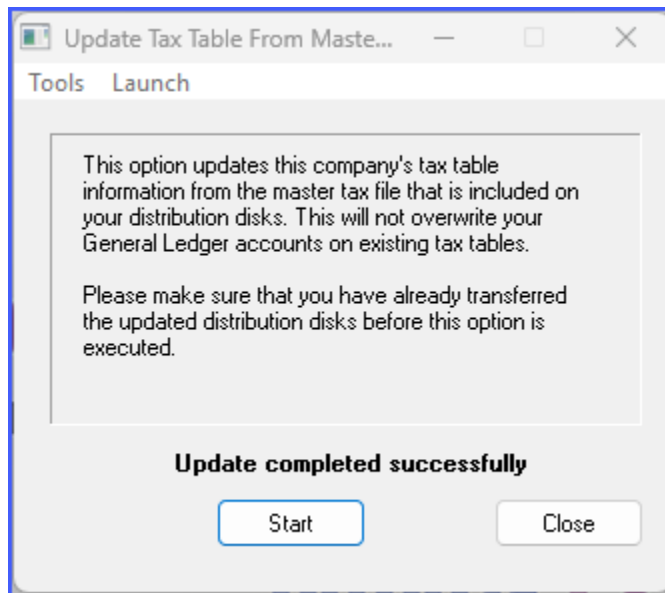 Update Tax Table From Maste...
Tools Launch
This option updates this company's tax table
information from the master tax file that is included on
your distribution disks. This will not overwrite your
General Ledger accounts on existing tax tables.
Please make sure that you have already transferred
the updated distribution disks before this option is
executed.
Update completed successfully
Start Close